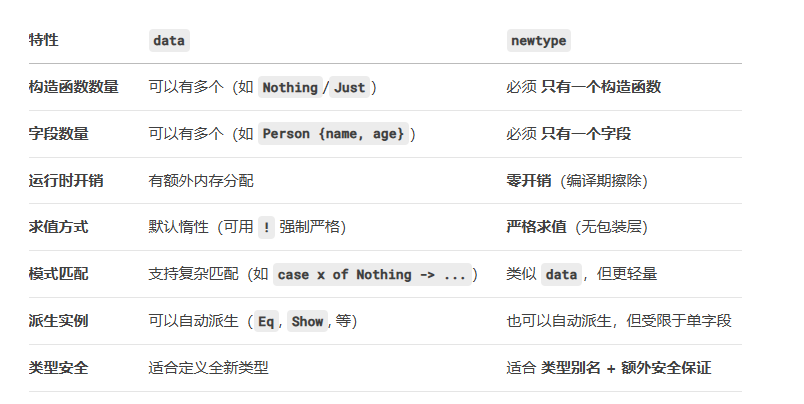 特性 data newtype
构造函数数量 可以有多个（如 Nothing/Just） 必须 只有一个构造函数
字段数量 可以有多个（如 Person {name, age}） 必须 只有一个字段
运行时开销 有额外内存分配 零开销（编译期擦除）
求值方式 默认惰性（可用 ! 强制严格） 严格求值（无包装层）
模式匹配 支持复杂匹配（如 case x of Nothing -> ...） 类似 data，但更轻量
派生实例 可以自动派生（Eq, Show, 等） 也可以自动派生，但受限于单字段
类型安全 适合定义全新类型 适合 类型别名 + 额外安全保证